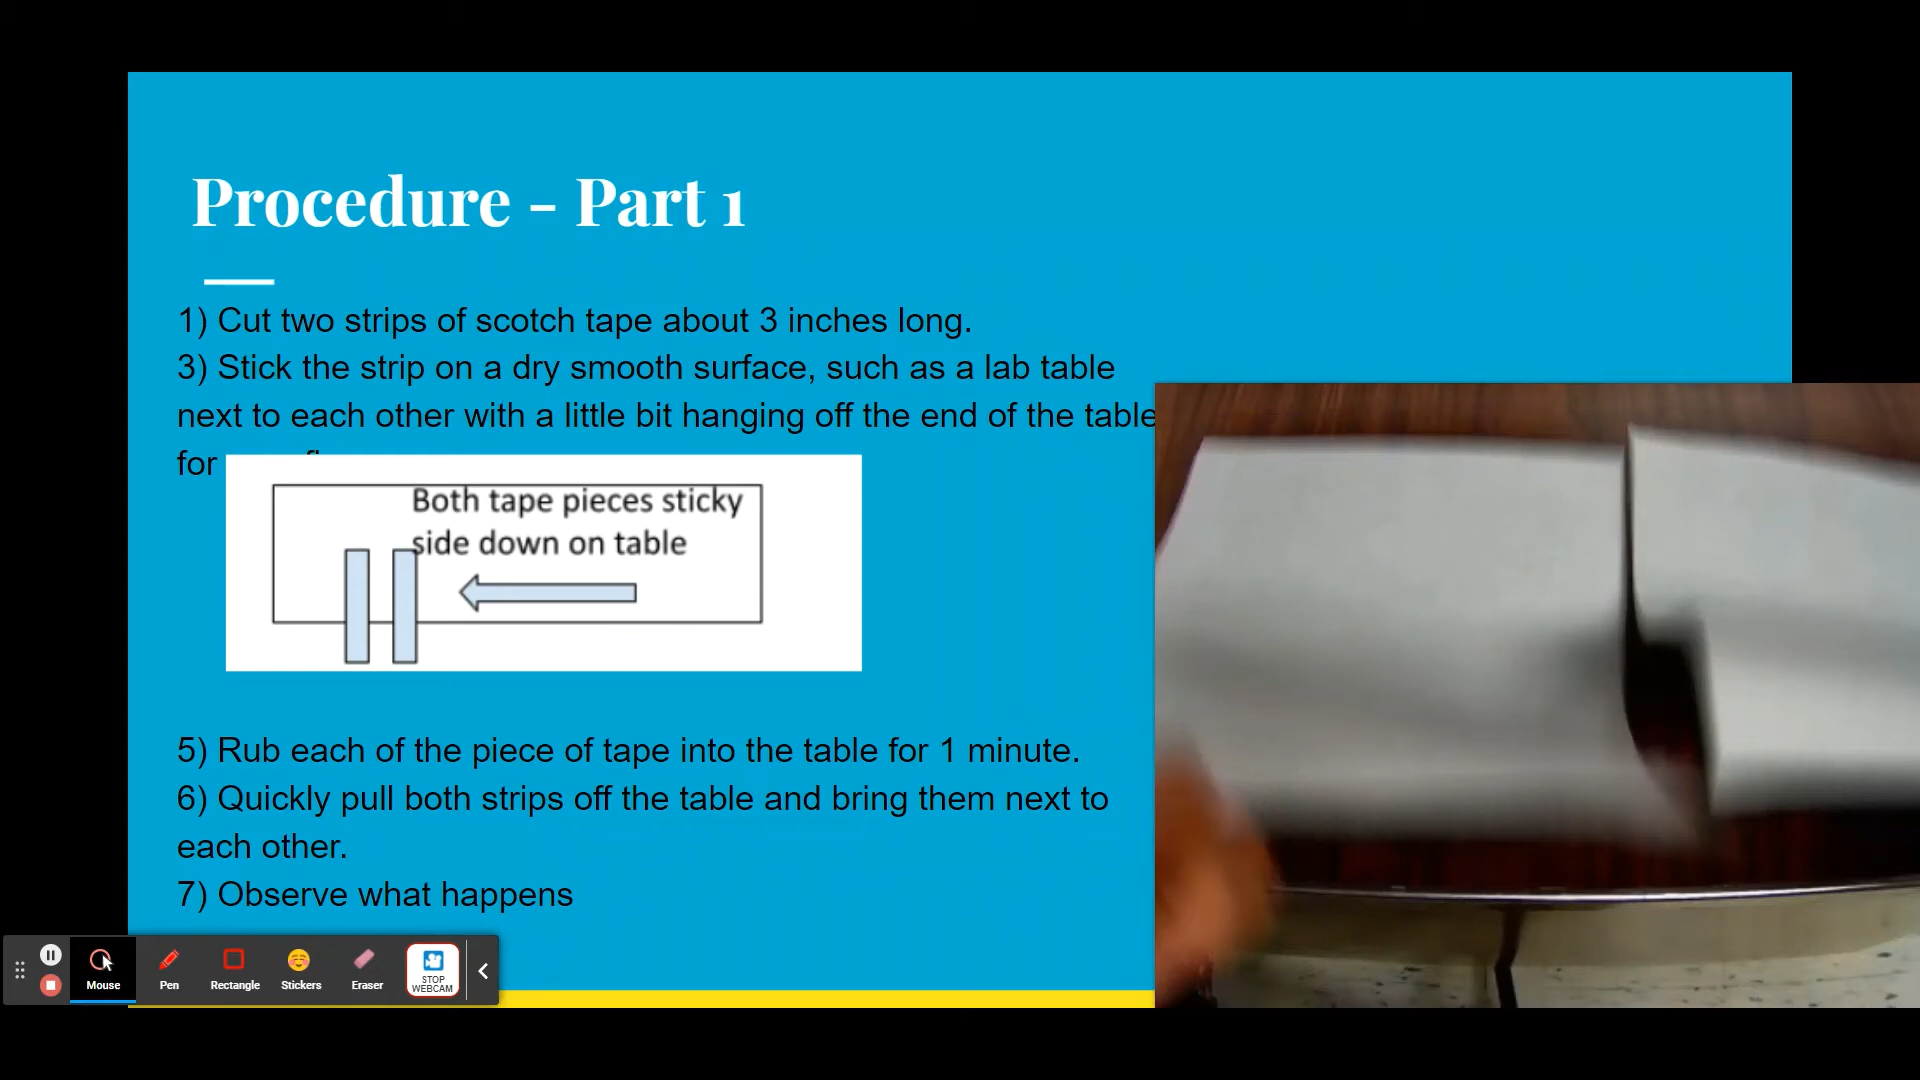 Procedure - Part 1
1) Cut two strips of scotch tape about 3 inches long.
3) Stick the strip on a dry smooth surface, such as a lab table
next to each other with a little bit hanging off the end of the table
for
Both tape pieces sticky
side down on table
5) Rub each of the piece of tape into the table for 1 minute.
6) Quickly pull both strips off the table and bring them next to
each other.
7) Observe what happens
Mouse
Pen
Rectangle
Stickers
Eraser
STOP
WEBCAM